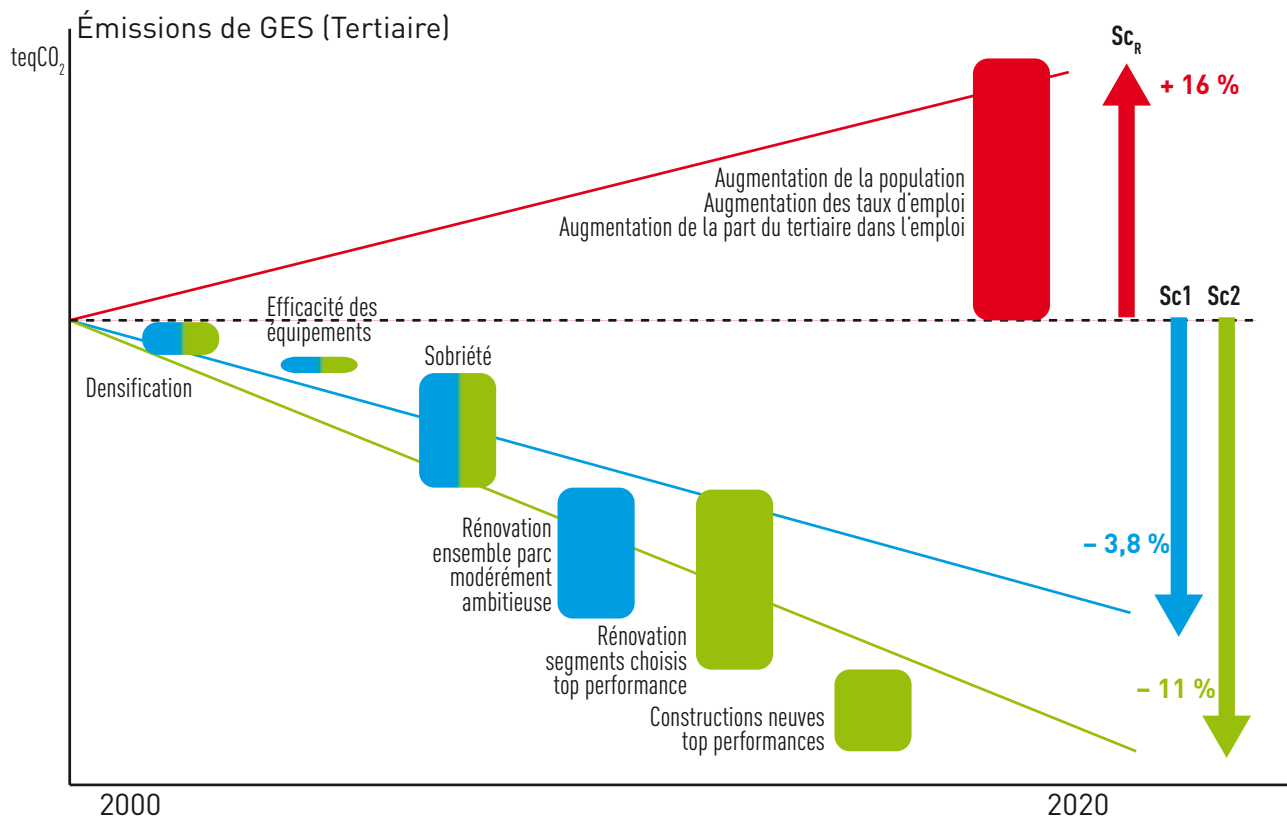 Émissions de GES (Tertiaire)
teqCO₂
Sc_R
+ 16 %
Augmentation de la population
Augmentation des taux d'emploi
Augmentation de la part du tertiaire dans l'emploi
Sc1 Sc2
Efficacité des
équipements
Densification
Sobriété
Rénovation
ensemble parc
modérément
ambitieuse
– 3,8 %
Rénovation
segments choisis
top performance
– 11 %
Constructions neuves
top performances
2000
2020